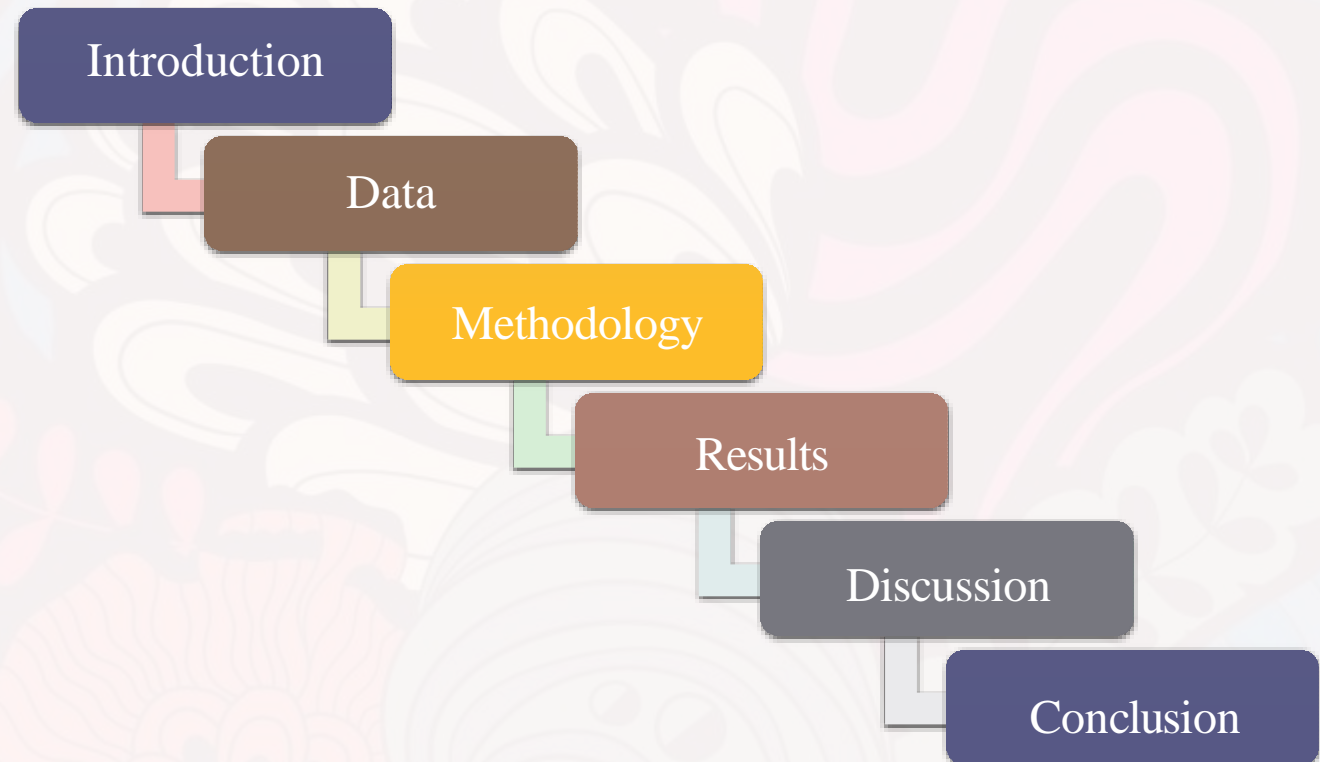 Introduction
Data
Methodology
Results
Discussion
Conclusion